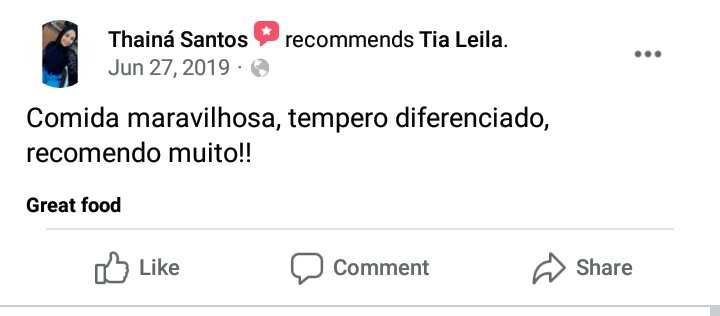 Thainá Santos recommends Tia Leila.
Jun 27, 2019 ·
Comida maravilhosa, tempero diferenciado,
recomendo muito!!
Great food
Like Comment Share